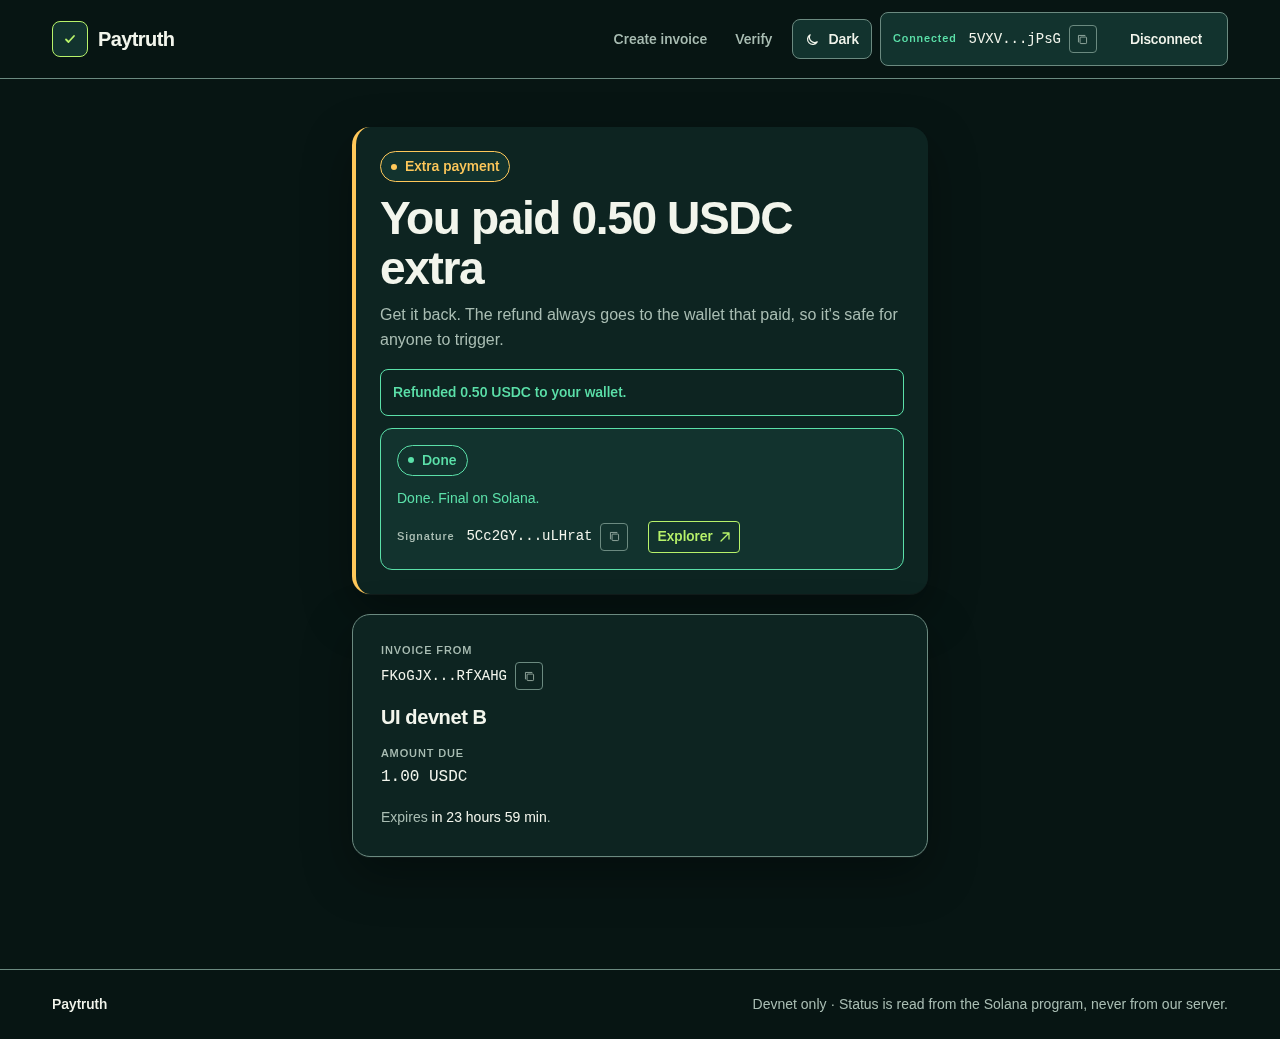 Paytruth
Create invoice
Verify
Dark
Connected 5VXV...jPsG
Disconnect
Extra payment
You paid 0.50 USDC
extra
Get it back. The refund always goes to the wallet that paid, so it's safe for
anyone to trigger.
Refunded 0.50 USDC to your wallet.
Done
Done. Final on Solana.
Signature 5Cc2GY...uLHrat
Explorer
INVOICE FROM
FKoGJX...RfXAHG
UI devnet B
AMOUNT DUE
1.00 USDC
Expires in 23 hours 59 min.
Paytruth
Devnet only · Status is read from the Solana program, never from our server.